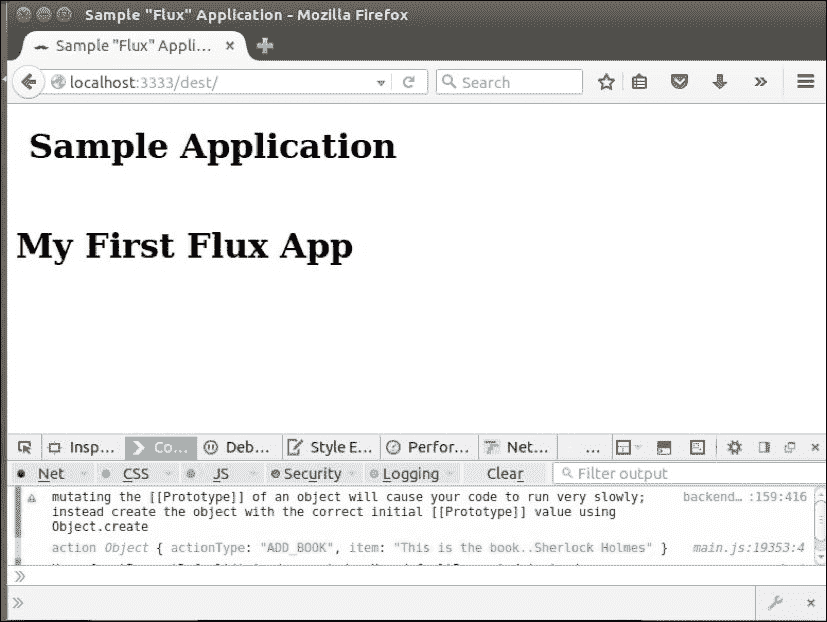 Sample "Flux" Application - Mozilla Firefox
Sample "Flux" Appli...
localhost:3333/dest/
Search
Sample Application
My First Flux App
Insp... Co... Deb... Style E... Perfor... Net... ...
Net CSS JS Security Logging Clear Filter output
mutating the [[Prototype]] of an object will cause your code to run very slowly; backend... :159:416
instead create the object with the correct initial [[Prototype]] value using
Object.create
action Object { actionType: "ADD_BOOK", item: "This is the book..Sherlock Holmes" } main.js:19353:4